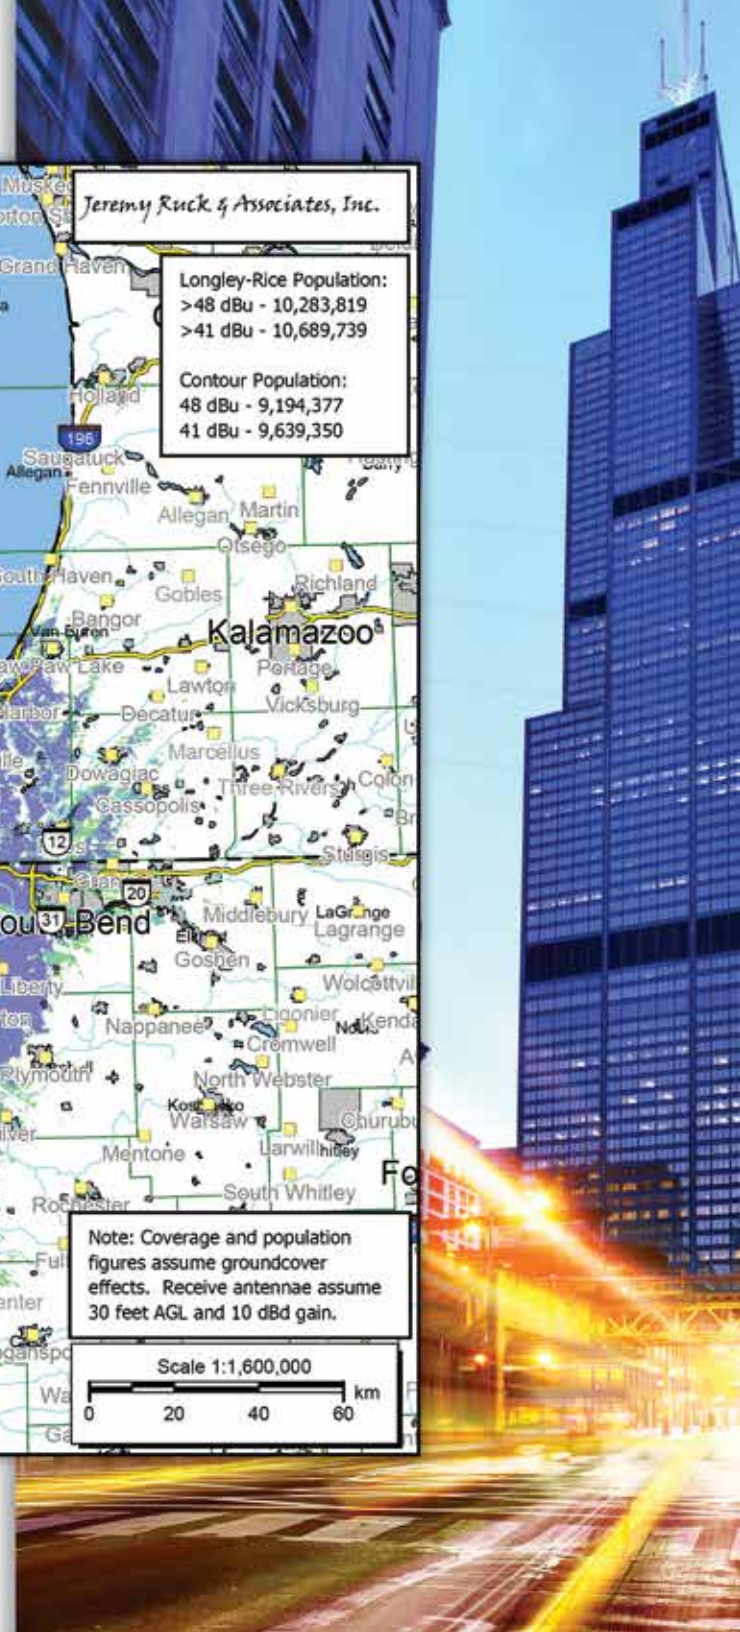 Jeremy Ruck & Associates, Inc.
Grand Haven
Longley-Rice Population:
>48 dBu - 10,283,819
>41 dBu - 10,689,739
Contour Population:
48 dBu - 9,194,377
41 dBu - 9,639,350
Holland
196
Saugatuck
Allegan
Fennville
Allegan
Martin
Otsego
Richland
Gobles
Bangor
Van Buren
Kalamazoo
Paw Lake
Portage
Lawton
Decatur
Vicksburg
Marcellus
Dowagiac
Three Rivers
Colon
Cassopolis
12
Sturgis
20
31
Bend
Middlebury
LaGrange
Lagrange
Goshen
Liberty
Nappanee
Ligonier
Cromwell
Plymouth
North Webster
Warsaw
Mentone
Larwill
South Whitley
Rochester
Note: Coverage and population
figures assume groundcover
effects. Receive antennae assume
30 feet AGL and 10 dBd gain.
Scale 1:1,600,000
km
0 20 40 60